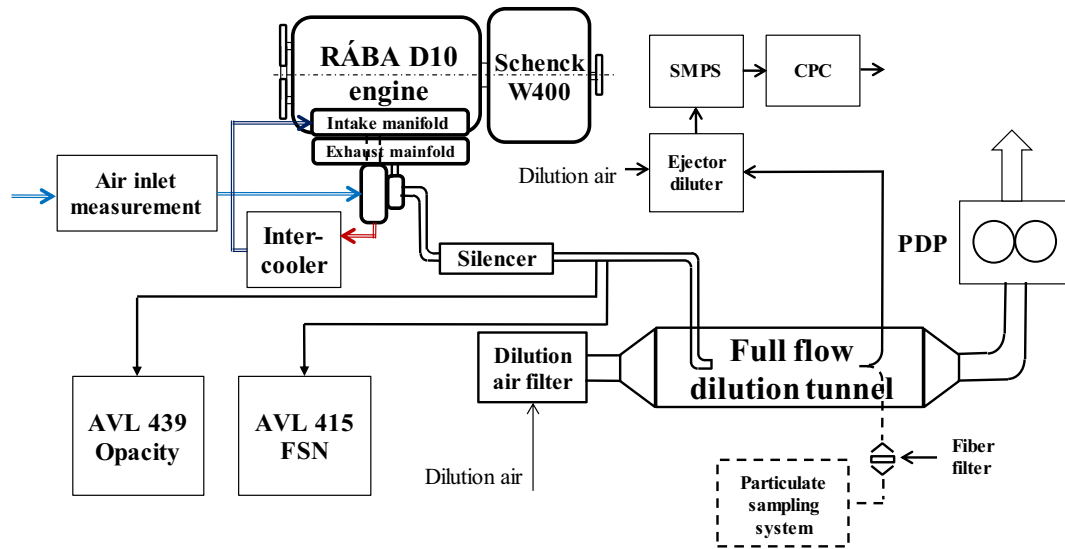 RÁBA D10
engine
Schenck
W400
SMPS
CPC
Intake manifold
Exhaust mainfold
Air inlet
measurement
Dilution air
Ejector
diluter
Inter-
cooler
PDP
Silencer
Dilution
air filter
Full flow
dilution tunnel
AVL 439
Opacity
AVL 415
FSN
Dilution air
Fiber
filter
Particulate
sampling
system